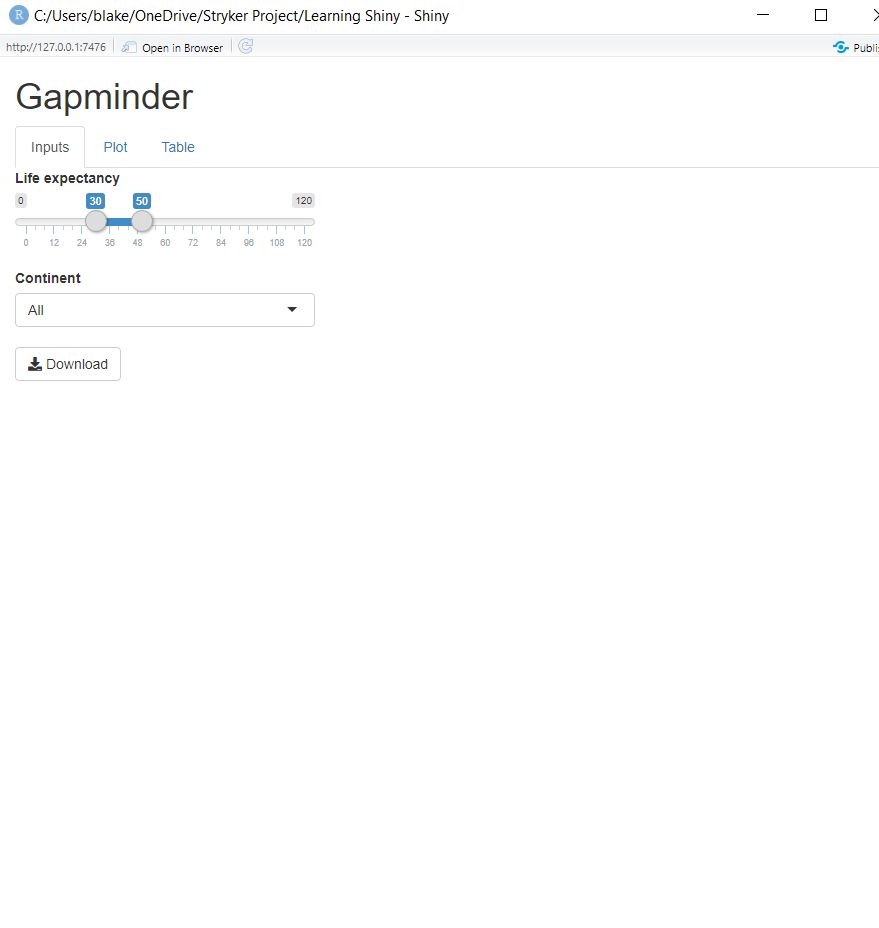 R C:/Users/blake/OneDrive/Stryker Project/Learning Shiny - Shiny
http://127.0.0.1:7476 Open in Browser Publi
Gapminder
Inputs Plot Table
Life expectancy
0 30 50 120
0 12 24 36 48 60 72 84 96 108 120
Continent
All
Download